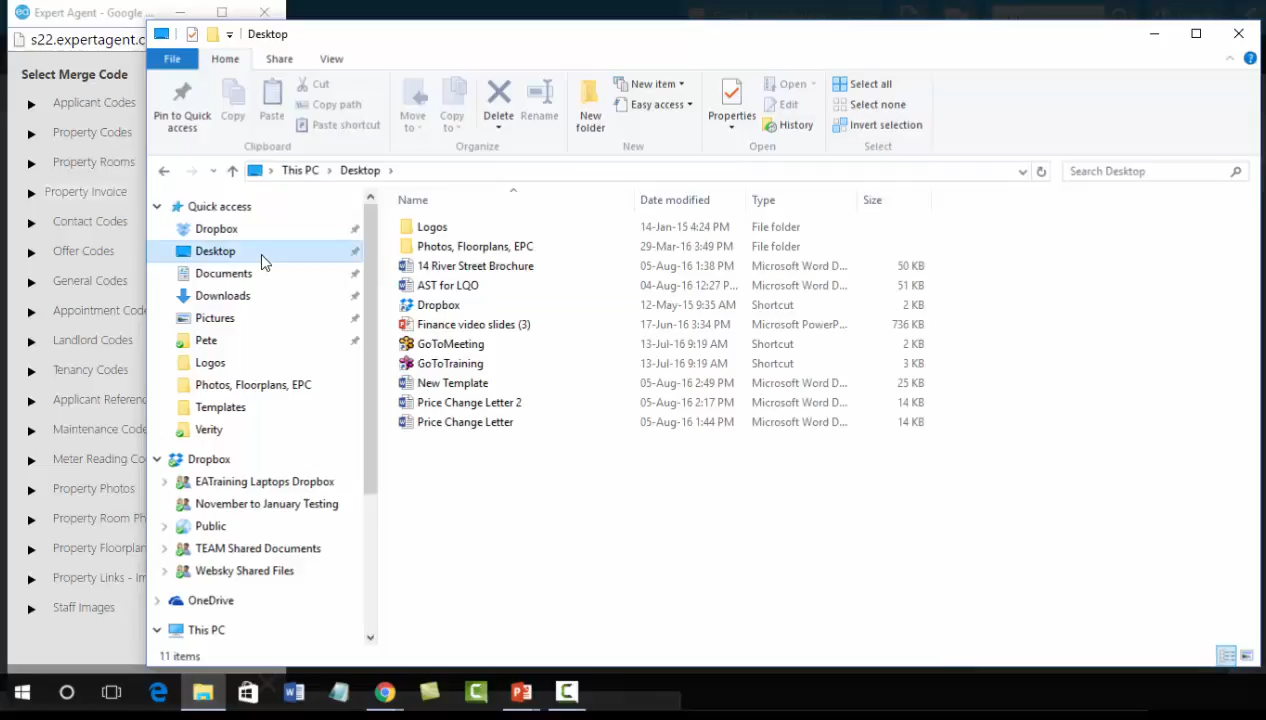 Expert Agent - Google ...
s22.expertagent.c
Select Merge Code
Applicant Codes
Property Codes
Property Rooms
Property Invoice
Contact Codes
Offer Codes
General Codes
Appointment Cod
Landlord Codes
Tenancy Codes
Applicant Referen
Maintenance Code
Meter Reading Co
Property Photos
Property Room Ph
Property Floorplan
Property Links - Im
Staff Images
Desktop
File Home Share View
Pin to Quick access
Copy
Paste
Cut
Copy path
Paste shortcut
Clipboard
Move to
Copy to
Delete
Rename
Organize
New folder
New item
Easy access
New
Properties
Open
Edit
History
Open
Select all
Select none
Invert selection
Select
This PC > Desktop >
Search Desktop
Quick access
Dropbox
Desktop
Documents
Downloads
Pictures
Pete
Logos
Photos, Floorplans, EPC
Templates
Verity
Dropbox
EATraining Laptops Dropbox
November to January Testing
Public
TEAM Shared Documents
Websky Shared Files
OneDrive
This PC
Name Date modified Type Size
Logos 14-Jan-15 4:24 PM File folder
Photos, Floorplans, EPC 29-Mar-16 3:49 PM File folder
14 River Street Brochure 05-Aug-16 1:38 PM Microsoft Word D... 50 KB
AST for LQO 04-Aug-16 12:27 P... Microsoft Word D... 51 KB
Dropbox 12-May-15 9:35 AM Shortcut 2 KB
Finance video slides (3) 17-Jun-16 3:34 PM Microsoft PowerP... 736 KB
GoToMeeting 13-Jul-16 9:19 AM Shortcut 2 KB
GoToTraining 13-Jul-16 9:19 AM Shortcut 3 KB
New Template 05-Aug-16 2:49 PM Microsoft Word D... 25 KB
Price Change Letter 2 05-Aug-16 2:17 PM Microsoft Word D... 14 KB
Price Change Letter 05-Aug-16 1:44 PM Microsoft Word D... 14 KB
11 items